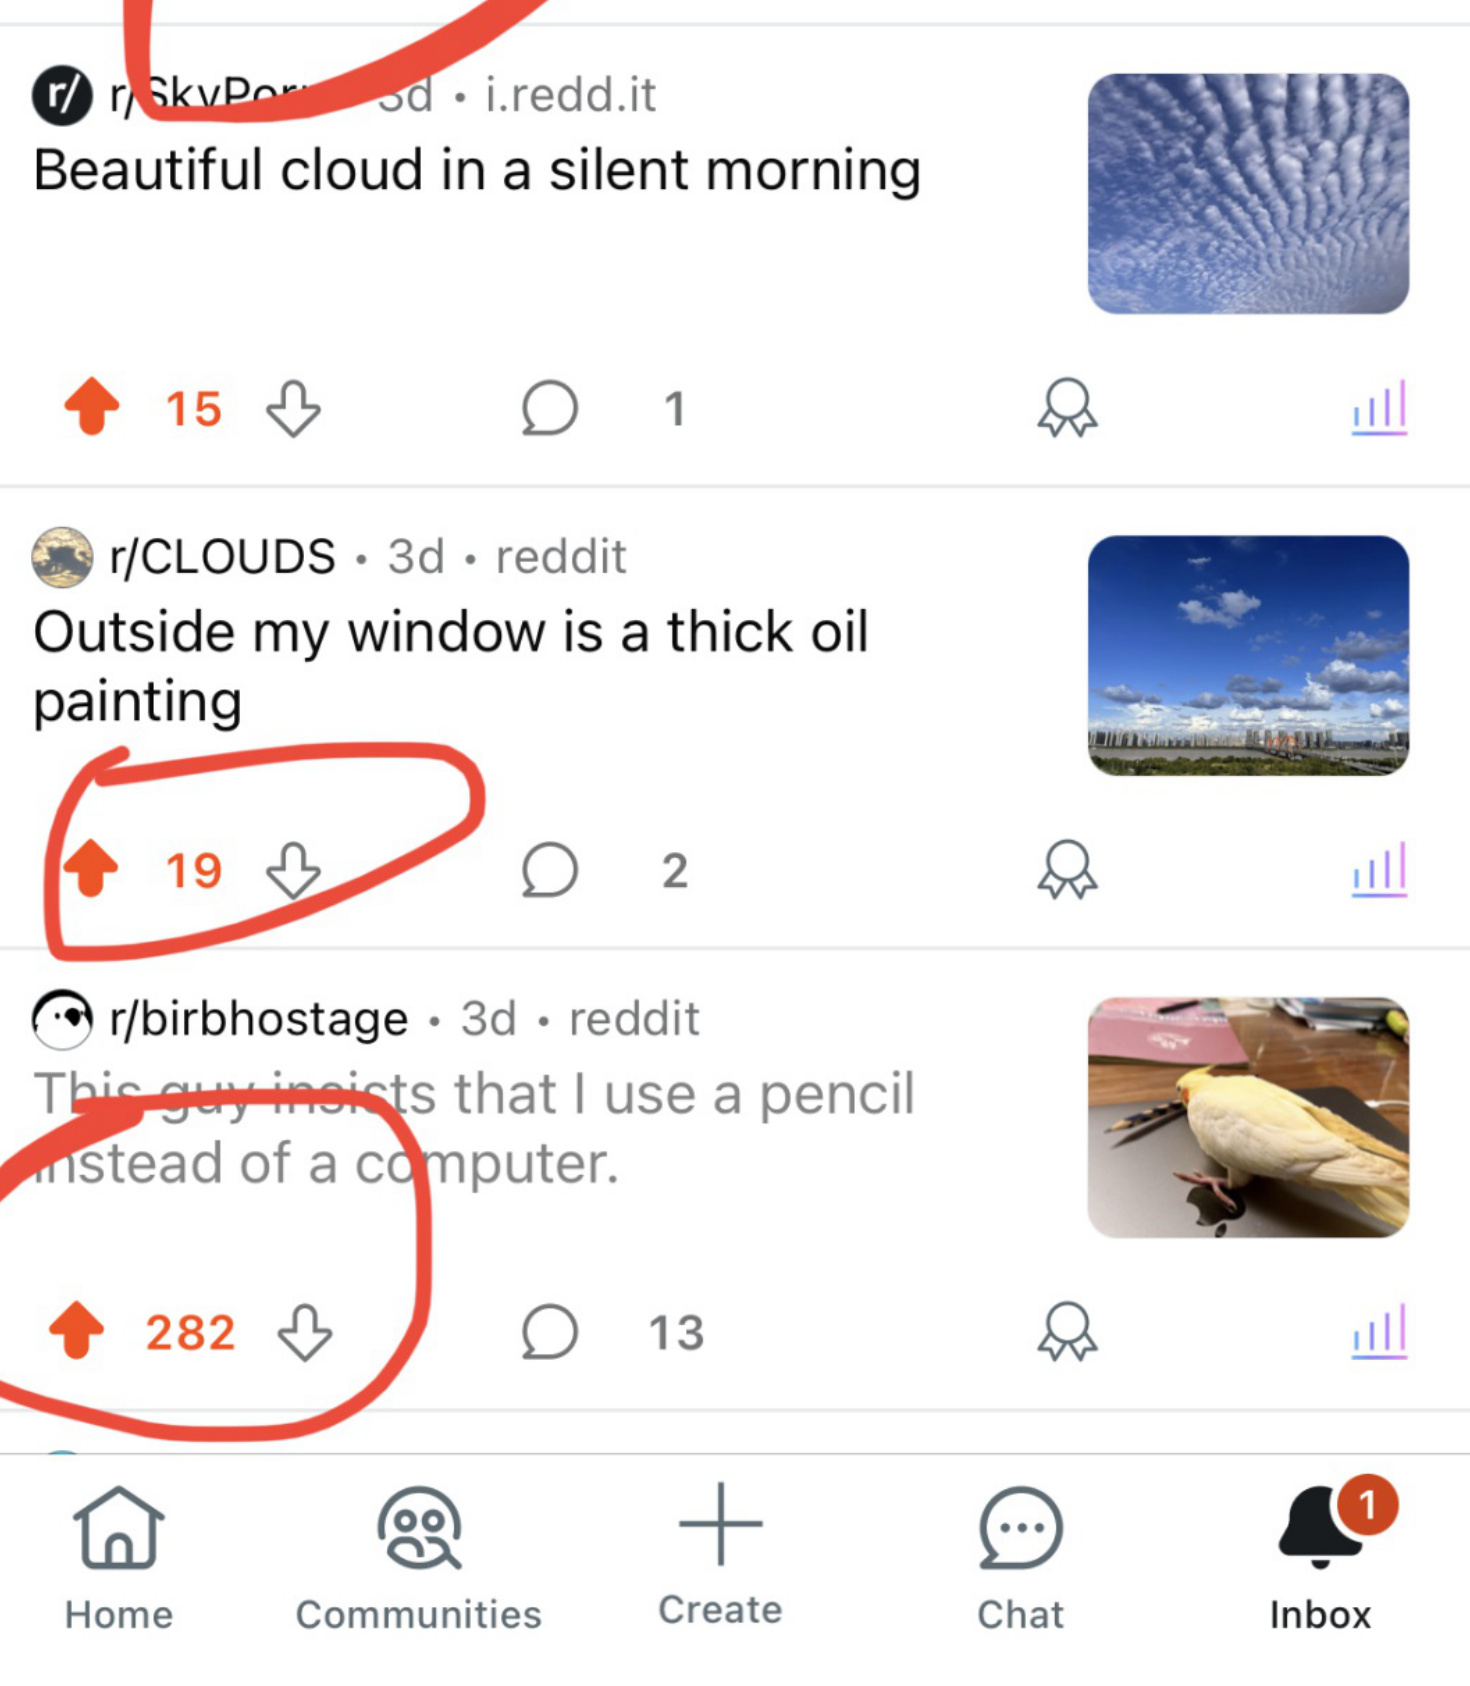 r/ r/SkyPorn 3d • i.redd.it
Beautiful cloud in a silent morning
15 1
r/CLOUDS • 3d • reddit
Outside my window is a thick oil
painting
19 2
r/birbhostage • 3d • reddit
This guy insists that I use a pencil
instead of a computer.
282 13
1
Home Communities Create Chat Inbox